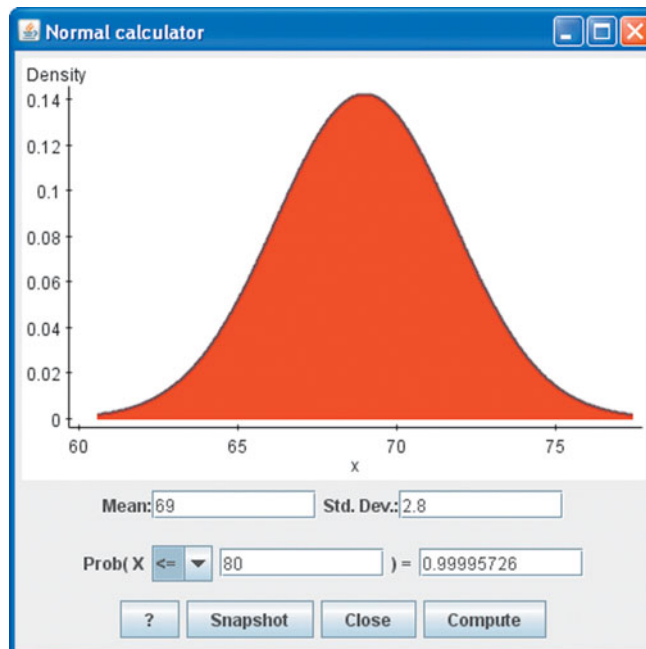 Normal calculator
Density
0.14
0.12
0.1
0.08
0.06
0.04
0.02
0
60 65 70 75
x
Mean: 69 Std. Dev.: 2.8
Prob( X <= 80 ) = 0.99995726
? Snapshot Close Compute